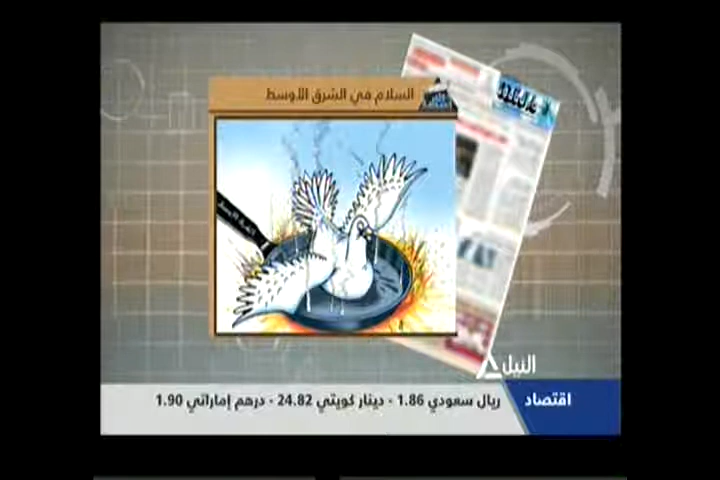 السلام في الشرق الأوسط
النيل
اقتصاد
ريال سعودي 1.86 - دينار كويتي 24.82 - درهم إماراتي 1.90